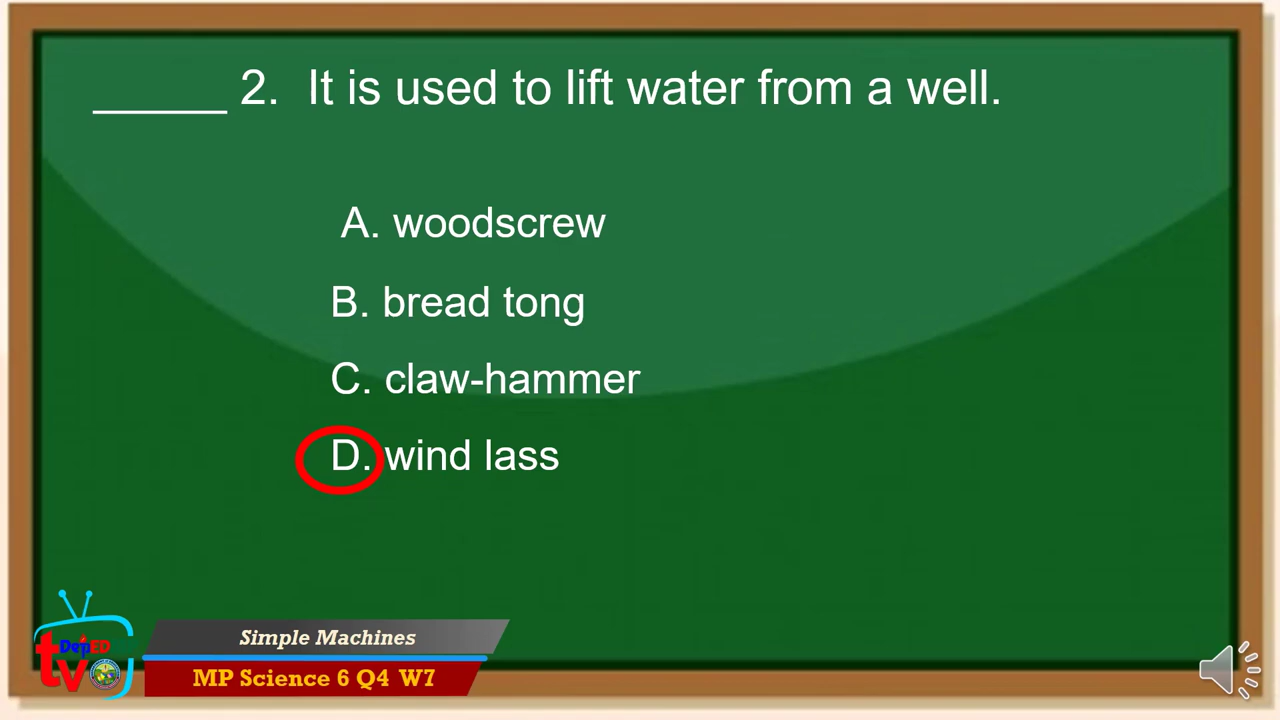 _____ 2. It is used to lift water from a well.
A. woodscrew
B. bread tong
C. claw-hammer
D. wind lass
DepED
tv
Simple Machines
MP Science 6 Q4 W7